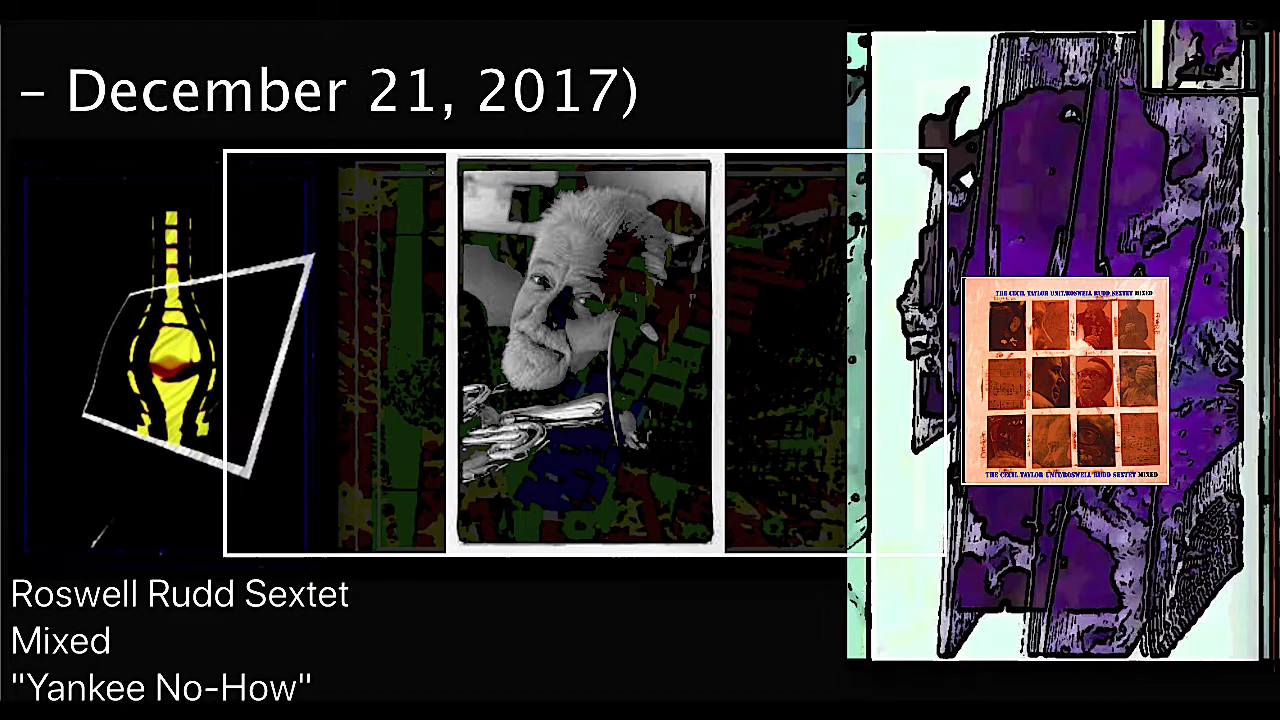 – December 21, 2017)
THE CECIL TAYLOR UNIT/ROSWELL RUDD SEXTET MIXED
THE CECIL TAYLOR UNIT/ROSWELL RUDD SEXTET MIXED
Roswell Rudd Sextet
Mixed
"Yankee No-How"